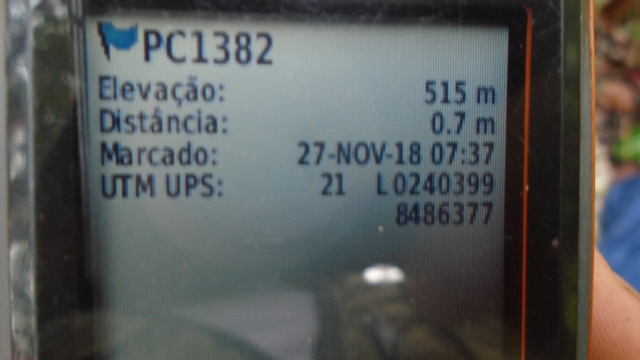 PC1382
Elevação: 515 m
Distância: 0.7 m
Marcado: 27-NOV-18 07:37
UTM UPS: 21 L 0240399
8486377